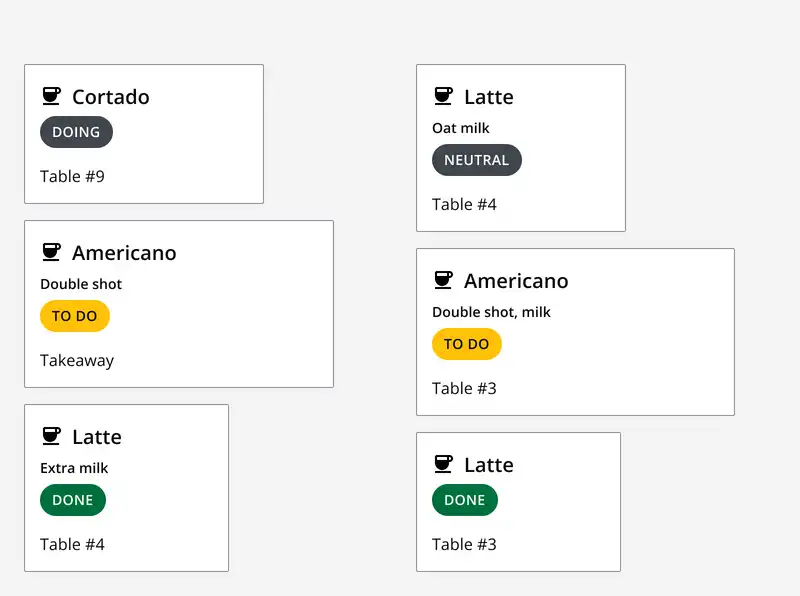 Cortado
DOING
Table #9
Americano
Double shot
TO DO
Takeaway
Latte
Extra milk
DONE
Table #4
Latte
Oat milk
NEUTRAL
Table #4
Americano
Double shot, milk
TO DO
Table #3
Latte
DONE
Table #3